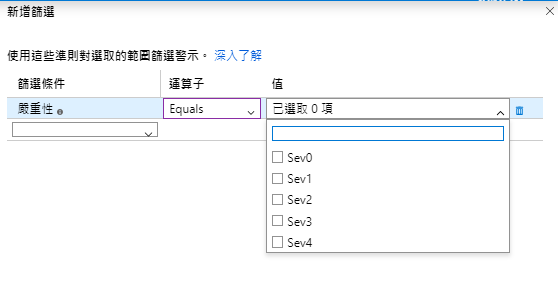 新增篩選
使用這些準則對選取的範圍篩選警示。 深入了解
篩選條件 運算子 值
嚴重性 Equals 已選取 0 項
Sev0
Sev1
Sev2
Sev3
Sev4